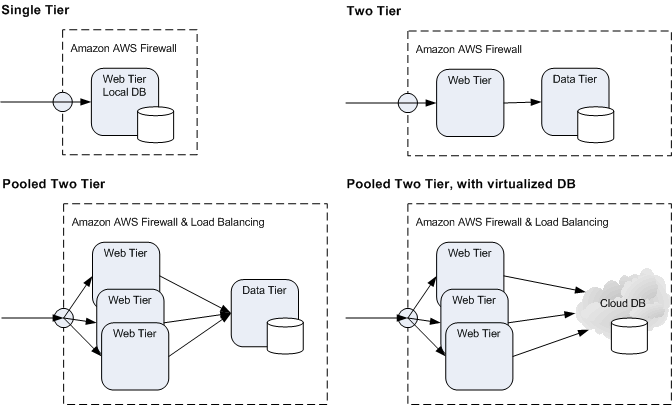 Single Tier
Amazon AWS Firewall
Web Tier
Local DB
Two Tier
Amazon AWS Firewall
Web Tier
Data Tier
Pooled Two Tier
Amazon AWS Firewall & Load Balancing
Web Tier
Web Tier
Web Tier
Data Tier
Pooled Two Tier, with virtualized DB
Amazon AWS Firewall & Load Balancing
Web Tier
Web Tier
Web Tier
Cloud DB